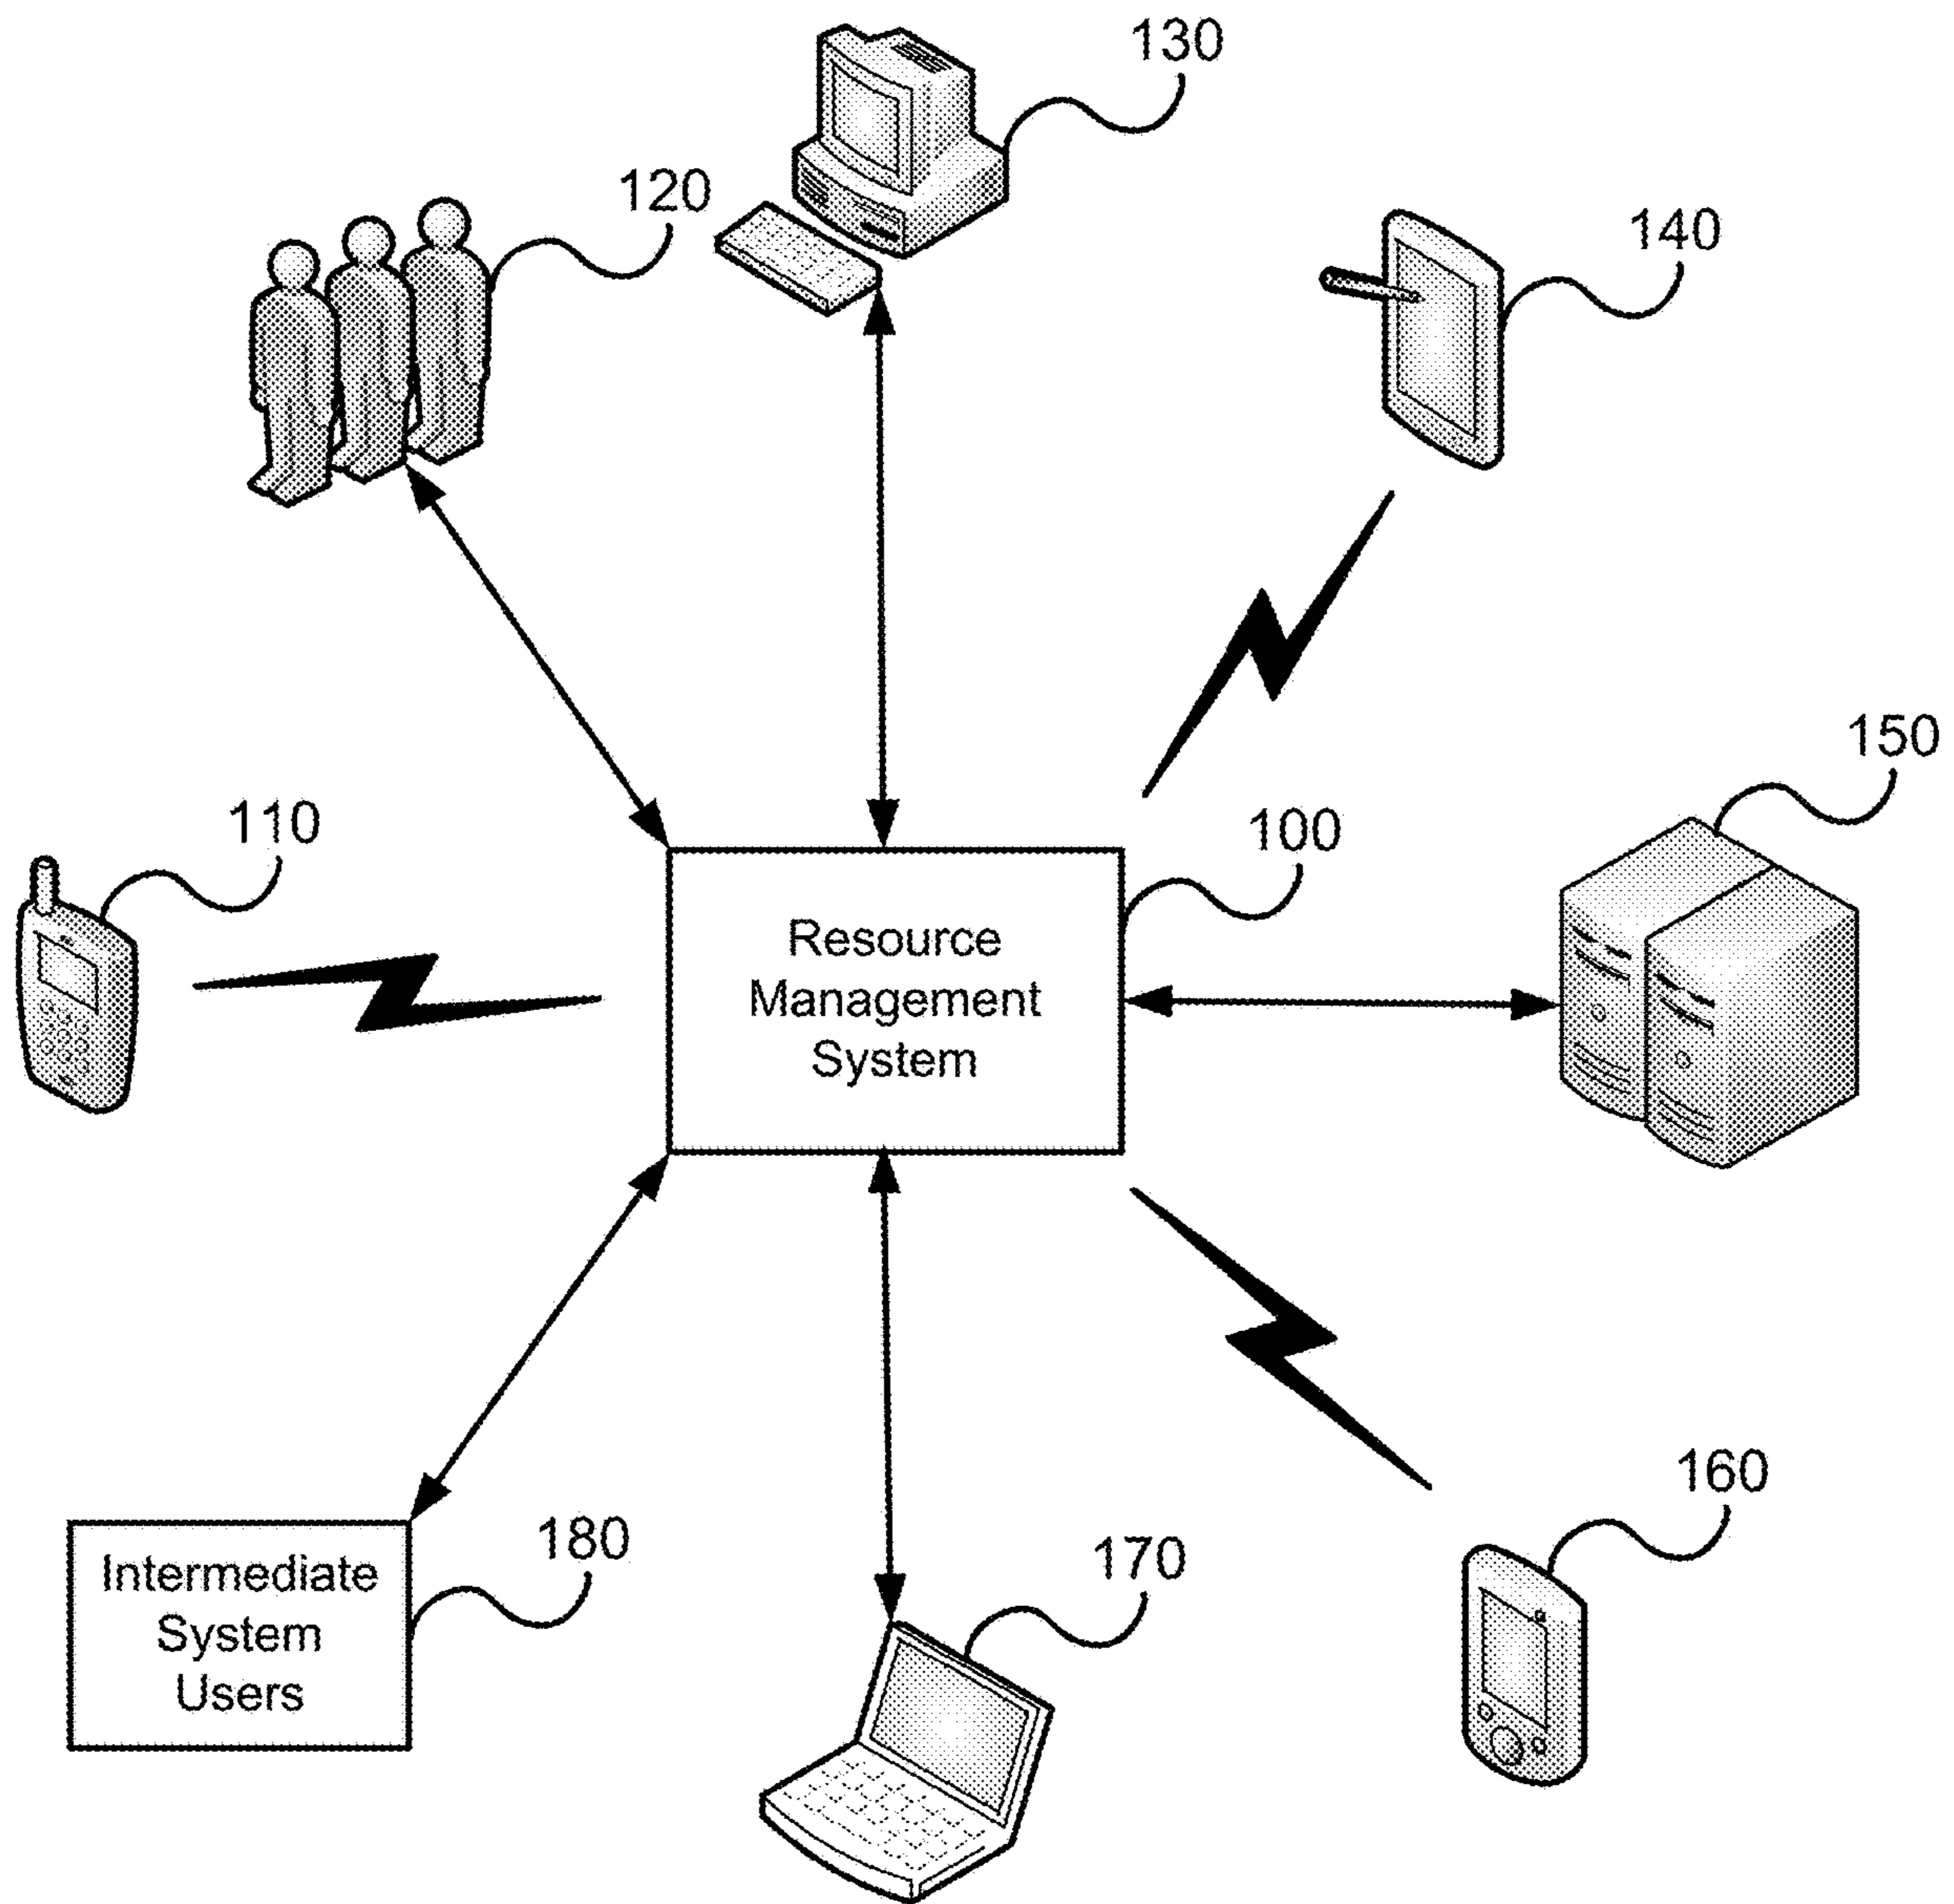 130
120
140
150
110
100
Resource
Management
System
160
180
170
Intermediate
System
Users